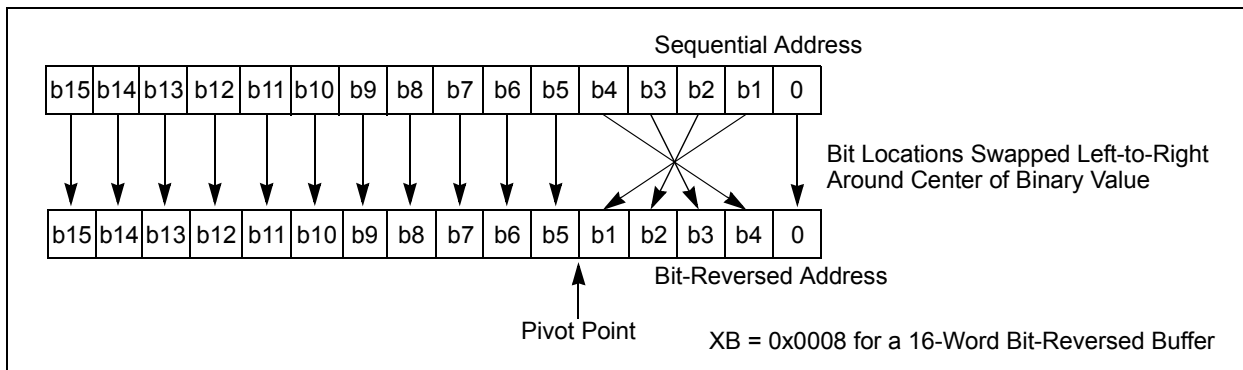 Sequential Address
b15 b14 b13 b12 b11 b10 b9 b8 b7 b6 b5 b4 b3 b2 b1 0
Bit Locations Swapped Left-to-Right
Around Center of Binary Value
b15 b14 b13 b12 b11 b10 b9 b8 b7 b6 b5 b1 b2 b3 b4 0
Bit-Reversed Address
Pivot Point
XB = 0x0008 for a 16-Word Bit-Reversed Buffer